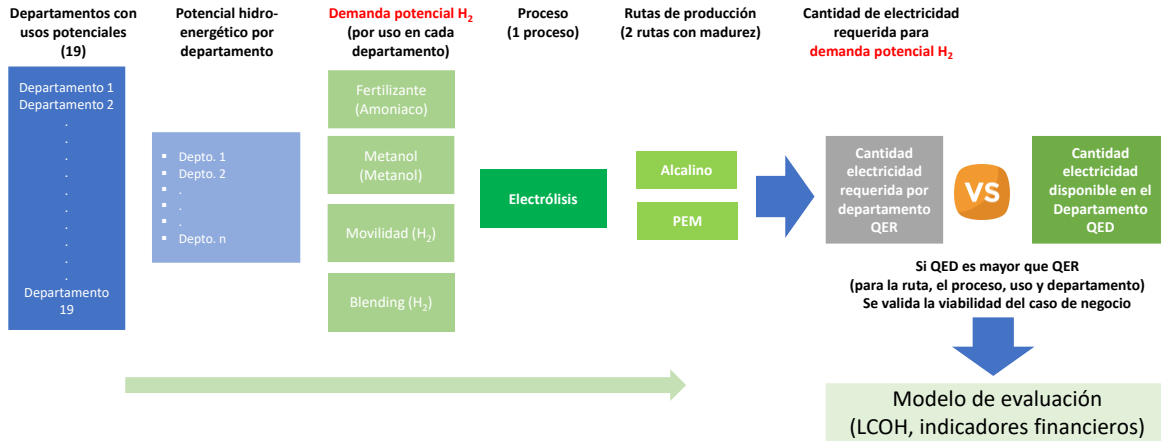 Departamentos con
usos potenciales
(19)
Potencial hidro-
energético por
departamento
Demanda potencial H₂
(por uso en cada
departamento)
Proceso
(1 proceso)
Rutas de producción
(2 rutas con madurez)
Cantidad de electricidad
requerida para
demanda potencial H₂
Departamento 1
Departamento 2
.
.
.
.
.
.
.
.
.
Departamento
19
▪ Depto. 1
▪ Depto. 2
▪ .
▪ .
▪ .
▪ Depto. n
Fertilizante
(Amoniaco)
Metanol
(Metanol)
Movilidad (H₂)
Blending (H₂)
Electrólisis
Alcalino
PEM
Cantidad
electricidad
requerida por
departamento
QER
VS
Cantidad
electricidad
disponible en el
Departamento
QED
Si QED es mayor que QER
(para la ruta, el proceso, uso y departamento)
Se valida la viabilidad del caso de negocio
Modelo de evaluación
(LCOH, indicadores financieros)